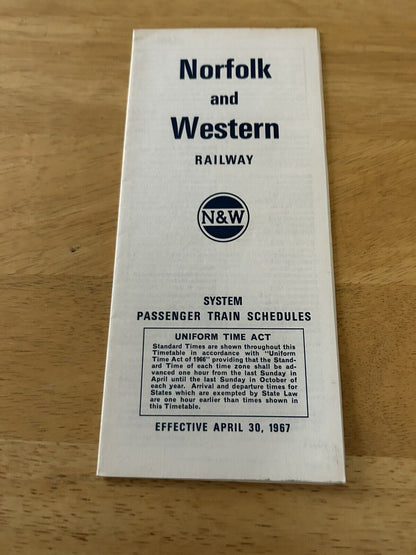 Norfolk
and
Western
RAILWAY
N&W
SYSTEM
PASSENGER TRAIN SCHEDULES
UNIFORM TIME ACT
Standard Times are shown throughout this
Timetable in accordance with "Uniform
Time Act of 1966" providing that the Stand-
ard Time of each time zone shall be ad-
vanced one hour from the last Sunday in
April until the last Sunday in October of
each year. Arrival and departure times for
States which are exempted by State Law
are one hour earlier than times shown in
this Timetable.
EFFECTIVE APRIL 30, 1967